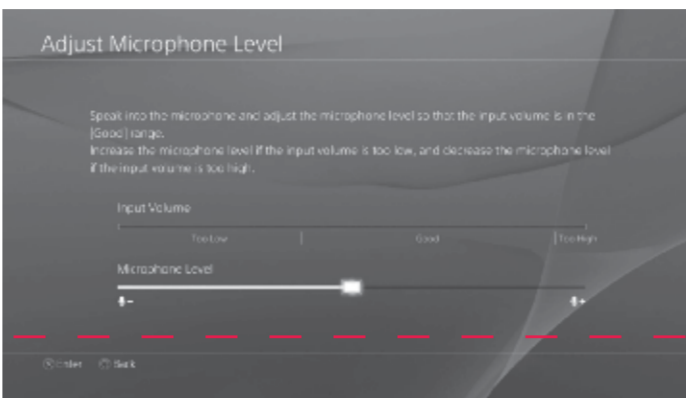 Adjust Microphone Level
Speak into the microphone and adjust the microphone level so that the input volume is in the
[Good] range.
Increase the microphone level if the input volume is too low, and decrease the microphone level
if the input volume is too high.
Input Volume
Too Low Good Too High
Microphone Level
- +
Enter Back